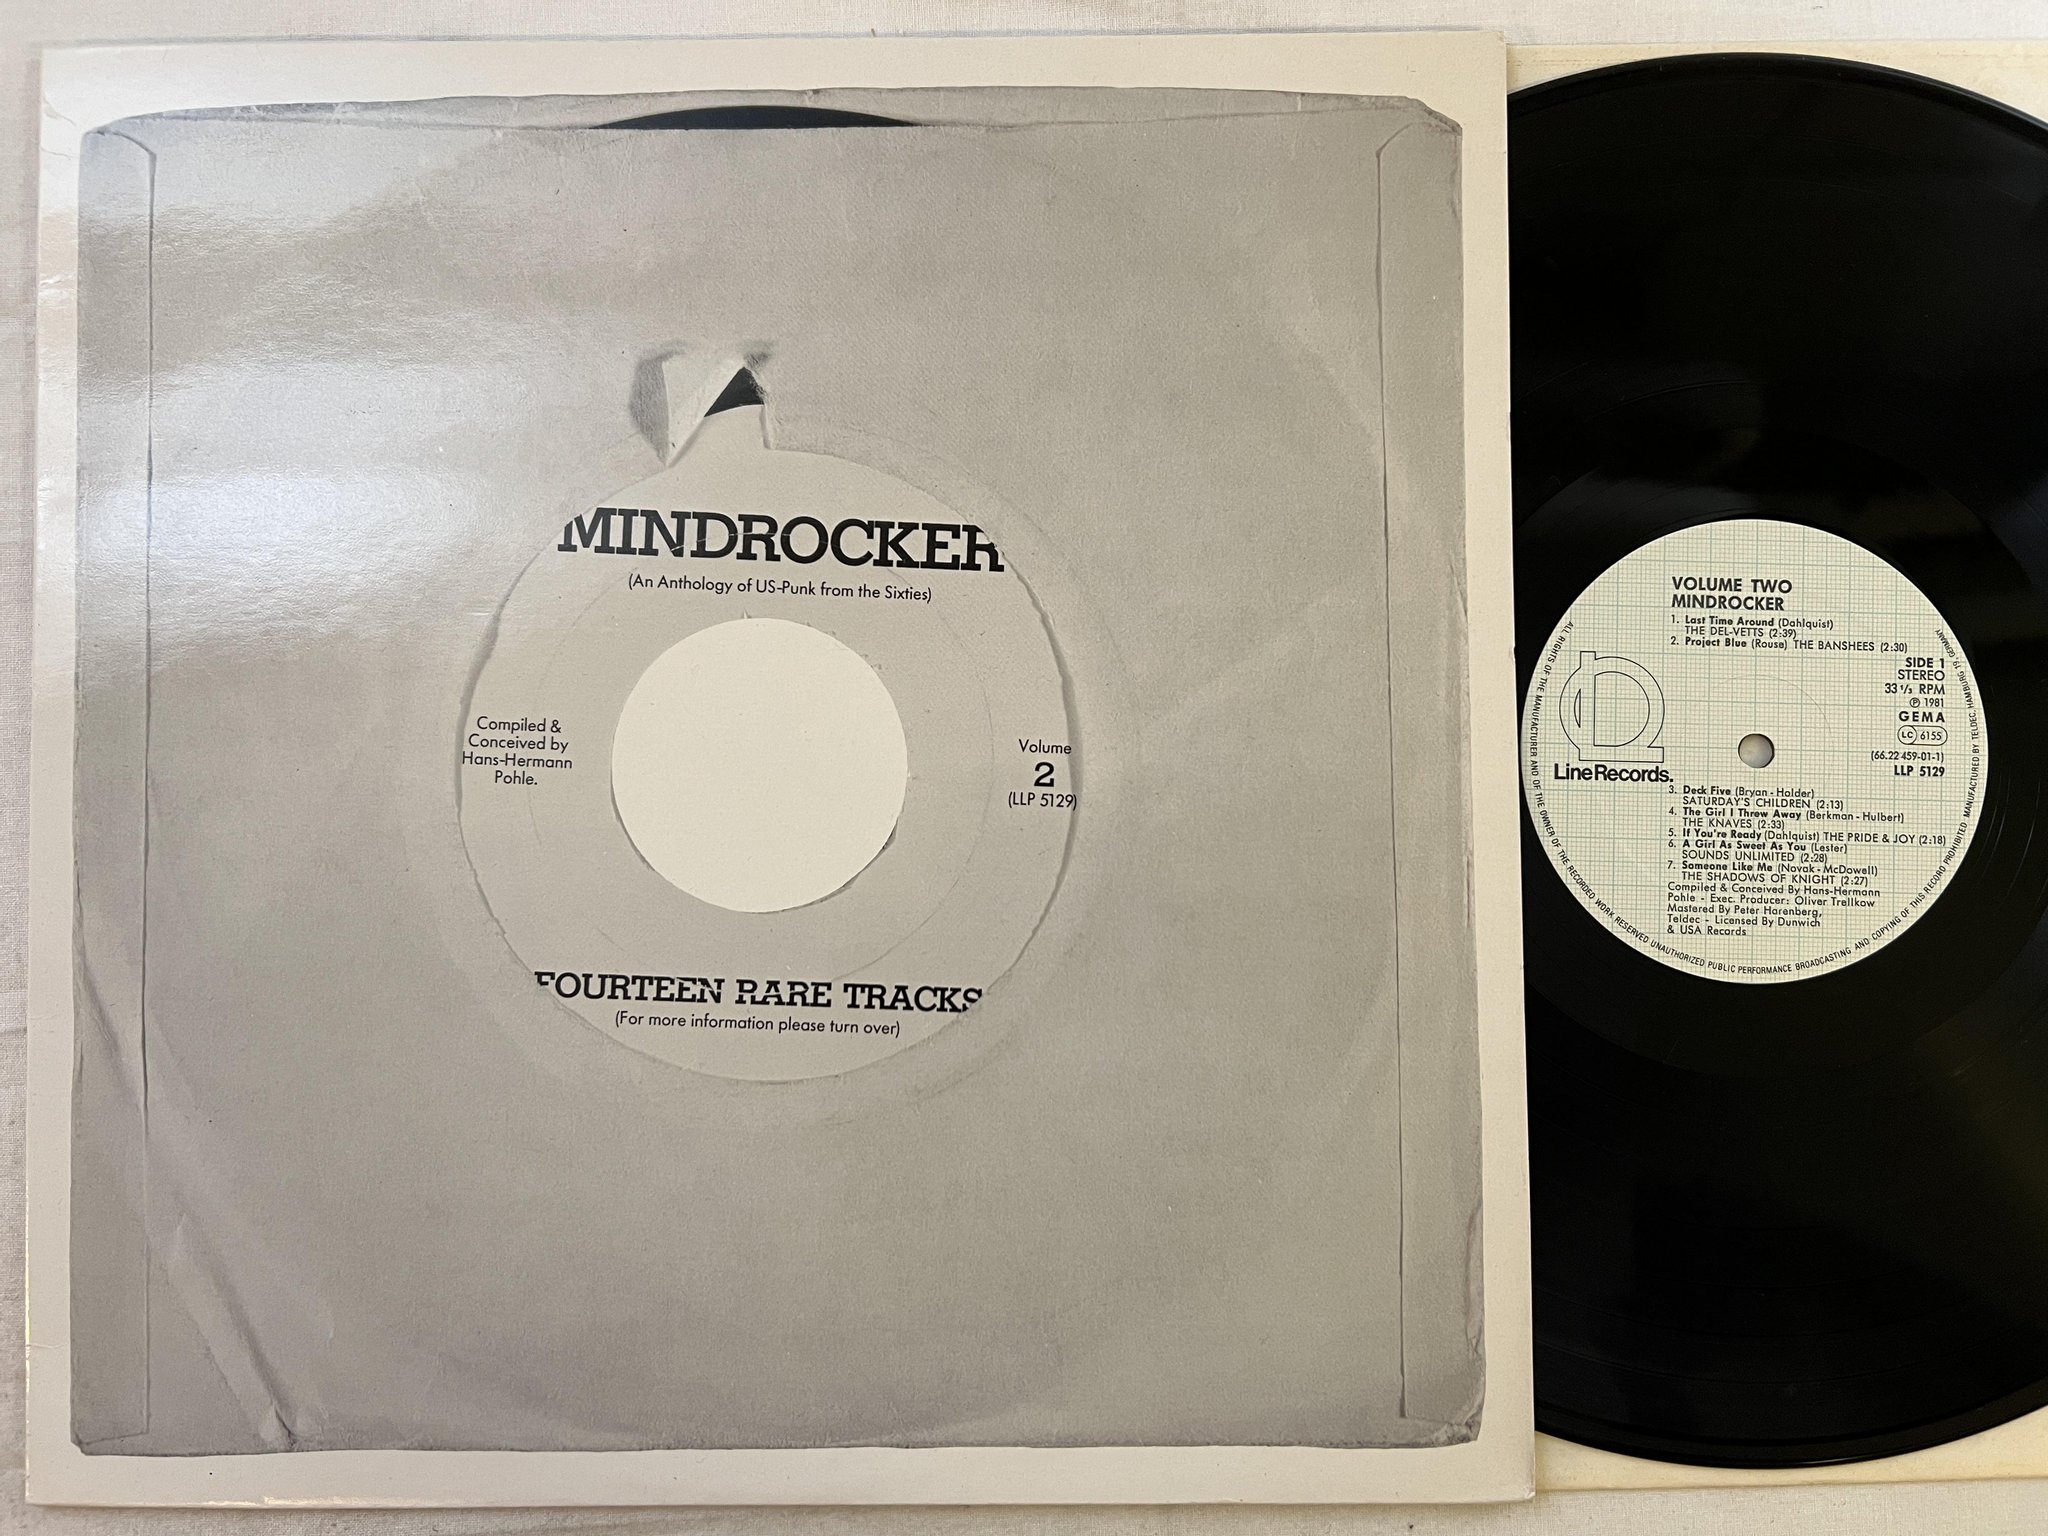 MINDROCKER
(An Anthology of US-Punk from the Sixties)
Compiled &
Conceived by
Hans-Hermann
Pohle.
Volume
2
(LLP 5129)
FOURTEEN RARE TRACKS
(For more information please turn over)
VOLUME TWO
MINDROCKER
1. Last Time Around (Dahlquist)
THE DEL-VETTS (2:39)
2. Project Blue (Rouse) THE BANSHEES (2:30)
SIDE 1
STEREO
33 1/3 RPM
℗ 1981
GEMA
LC 6155
(66.22 459-01-1)
LLP 5129
LineRecords.
3. Deck Five (Bryan - Holder)
SATURDAY'S CHILDREN (2:13)
4. The Girl I Threw Away (Berkman - Hulbert)
THE KNAVES (2:33)
5. If You're Ready (Dahlquist) THE PRIDE & JOY (2:18)
6. A Girl As Sweet As You (Lester)
SOUNDS UNLIMITED (2:28)
7. Someone Like Me (Novak - McDowell)
THE SHADOWS OF KNIGHT (2:27)
Compiled & Conceived By Hans-Hermann
Pohle - Exec. Producer: Oliver Trellkow
Mastered By Peter Harenberg,
Teldec - Licensed By Dunwich
& USA Records
ALL RIGHTS OF THE MANUFACTURER AND OF THE OWNER OF THE RECORDED WORK RESERVED UNAUTHORIZED PUBLIC PERFORMANCE BROADCASTING AND COPYING OF THIS RECORD PROHIBITED MANUFACTURED BY TELDEC, HAMBURG 19, GERMANY